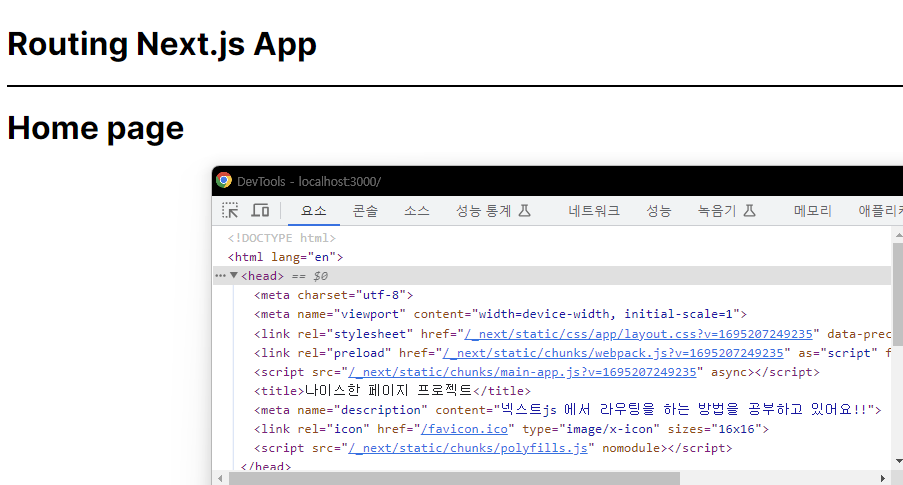 Routing Next.js App
Home page
DevTools - localhost:3000/
요소 콘솔 소스 성능 통계 네트워크 성능 녹음기 메모리 애플리케
<!DOCTYPE html>
<html lang="en">
<head> == $0
<meta charset="utf-8">
<meta name="viewport" content="width=device-width, initial-scale=1">
<link rel="stylesheet" href="/_next/static/css/app/layout.css?v=1695207249235" data-prec
<link rel="preload" href="/_next/static/chunks/webpack.js?v=1695207249235" as="script" f
<script src="/_next/static/chunks/main-app.js?v=1695207249235" async></script>
<title>나이스한 페이지 프로젝트</title>
<meta name="description" content="넥스트js 에서 라우팅을 하는 방법을 공부하고 있어요!!">
<link rel="icon" href="/favicon.ico" type="image/x-icon" sizes="16x16">
<script src="/_next/static/chunks/polyfills.js" nomodule></script>
</head>